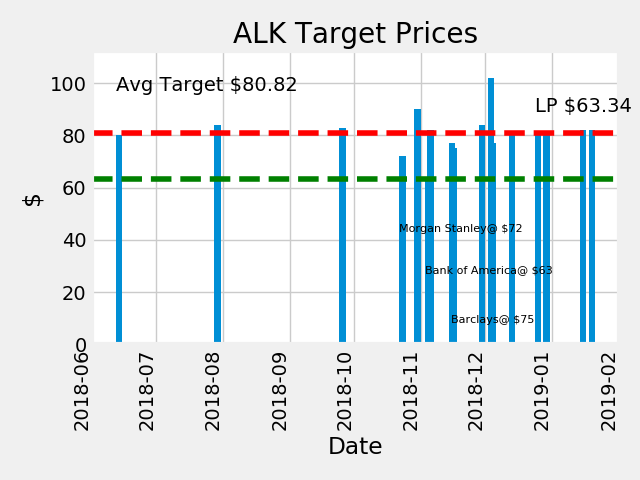 ALK Target Prices
Avg Target $80.82
LP $63.34
Morgan Stanley@ $72
Bank of America@ $63
Barclays@ $75
$
100
80
60
40
20
0
2018-06
2018-07
2018-08
2018-09
2018-10
2018-11
2018-12
2019-01
2019-02
Date